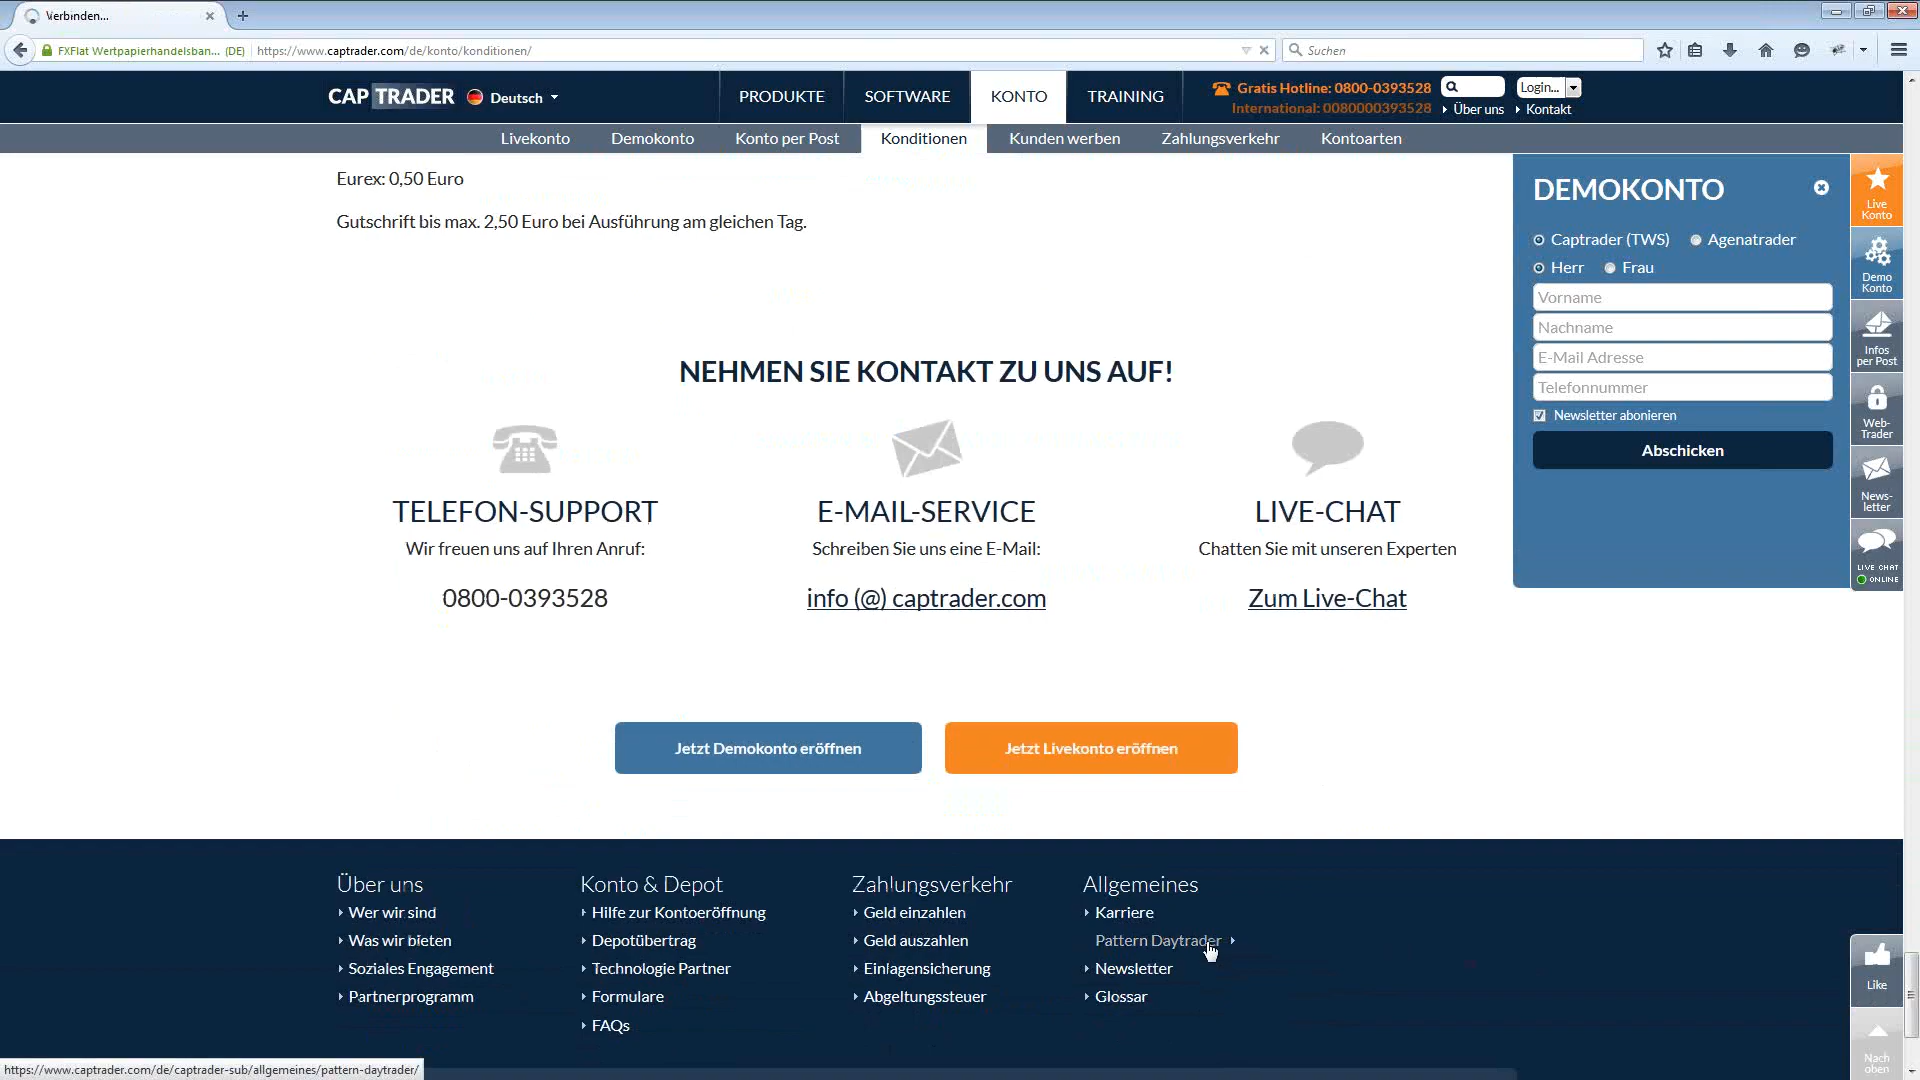 Verbinden...
FXFlat Wertpapierhandelsban... (DE)
https://www.captrader.com/de/konto/konditionen/
Suchen
CAP TRADER
Deutsch
PRODUKTE
SOFTWARE
KONTO
TRAINING
Gratis Hotline: 0800-0393528
International: 0080000393528
Login...
Über uns
Kontakt
Livekonto
Demokonto
Konto per Post
Konditionen
Kunden werben
Zahlungsverkehr
Kontoarten
Eurex: 0,50 Euro
Gutschrift bis max. 2,50 Euro bei Ausführung am gleichen Tag.
NEHMEN SIE KONTAKT ZU UNS AUF!
TELEFON-SUPPORT
Wir freuen uns auf Ihren Anruf:
0800-0393528
E-MAIL-SERVICE
Schreiben Sie uns eine E-Mail:
info (@) captrader.com
LIVE-CHAT
Chatten Sie mit unseren Experten
Zum Live-Chat
Jetzt Demokonto eröffnen
Jetzt Livekonto eröffnen
DEMOKONTO
Captrader (TWS)
Agenatrader
Herr
Frau
Vorname
Nachname
E-Mail Adresse
Telefonnummer
Newsletter abonieren
Abschicken
Live
Konto
Demo
Konto
Infos
per Post
Web-
Trader
News-
letter
LIVE CHAT
ONLINE
Über uns
Wer wir sind
Was wir bieten
Soziales Engagement
Partnerprogramm
Konto & Depot
Hilfe zur Kontoeröffnung
Depotübertrag
Technologie Partner
Formulare
FAQs
Zahlungsverkehr
Geld einzahlen
Geld auszahlen
Einlagensicherung
Abgeltungssteuer
Allgemeines
Karriere
Pattern Daytrader
Newsletter
Glossar
Like
Nach
oben
https://www.captrader.com/de/captrader-sub/allgemeines/pattern-daytrader/